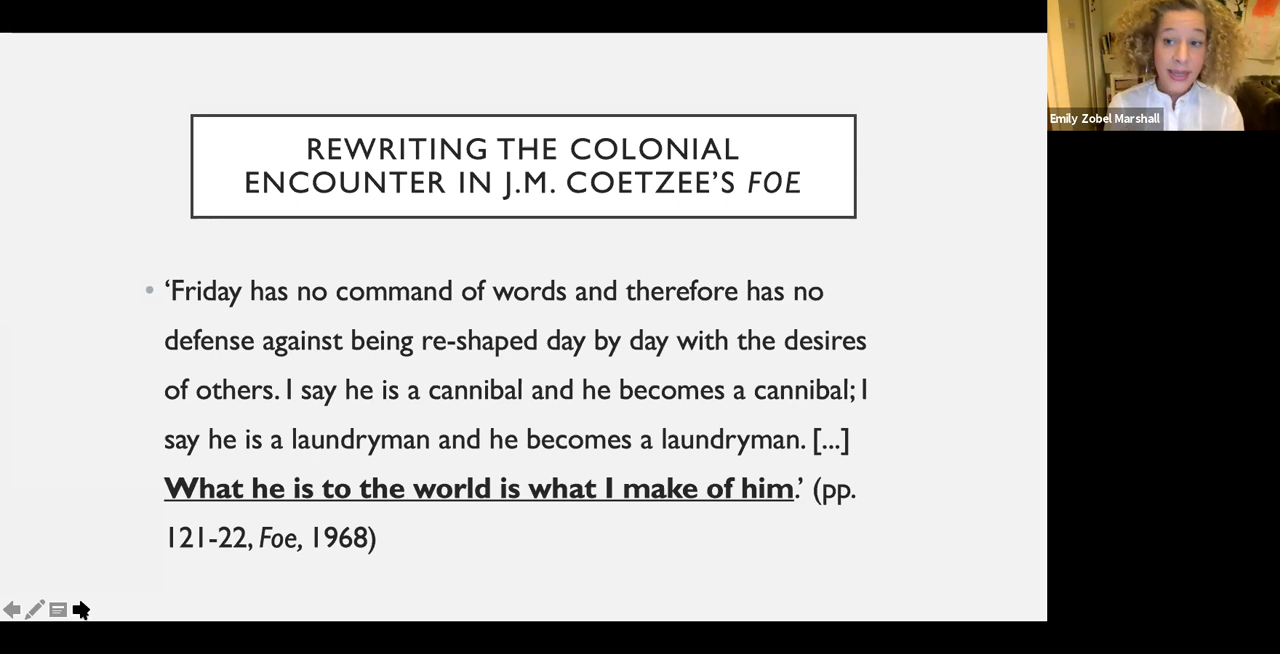 REWRITING THE COLONIAL
ENCOUNTER IN J.M. COETZEE’S FOE
• ‘Friday has no command of words and therefore has no
defense against being re-shaped day by day with the desires
of others. I say he is a cannibal and he becomes a cannibal; I
say he is a laundryman and he becomes a laundryman. [...]
What he is to the world is what I make of him.’ (pp.
121-22, Foe, 1968)
Emily Zobel Marshall